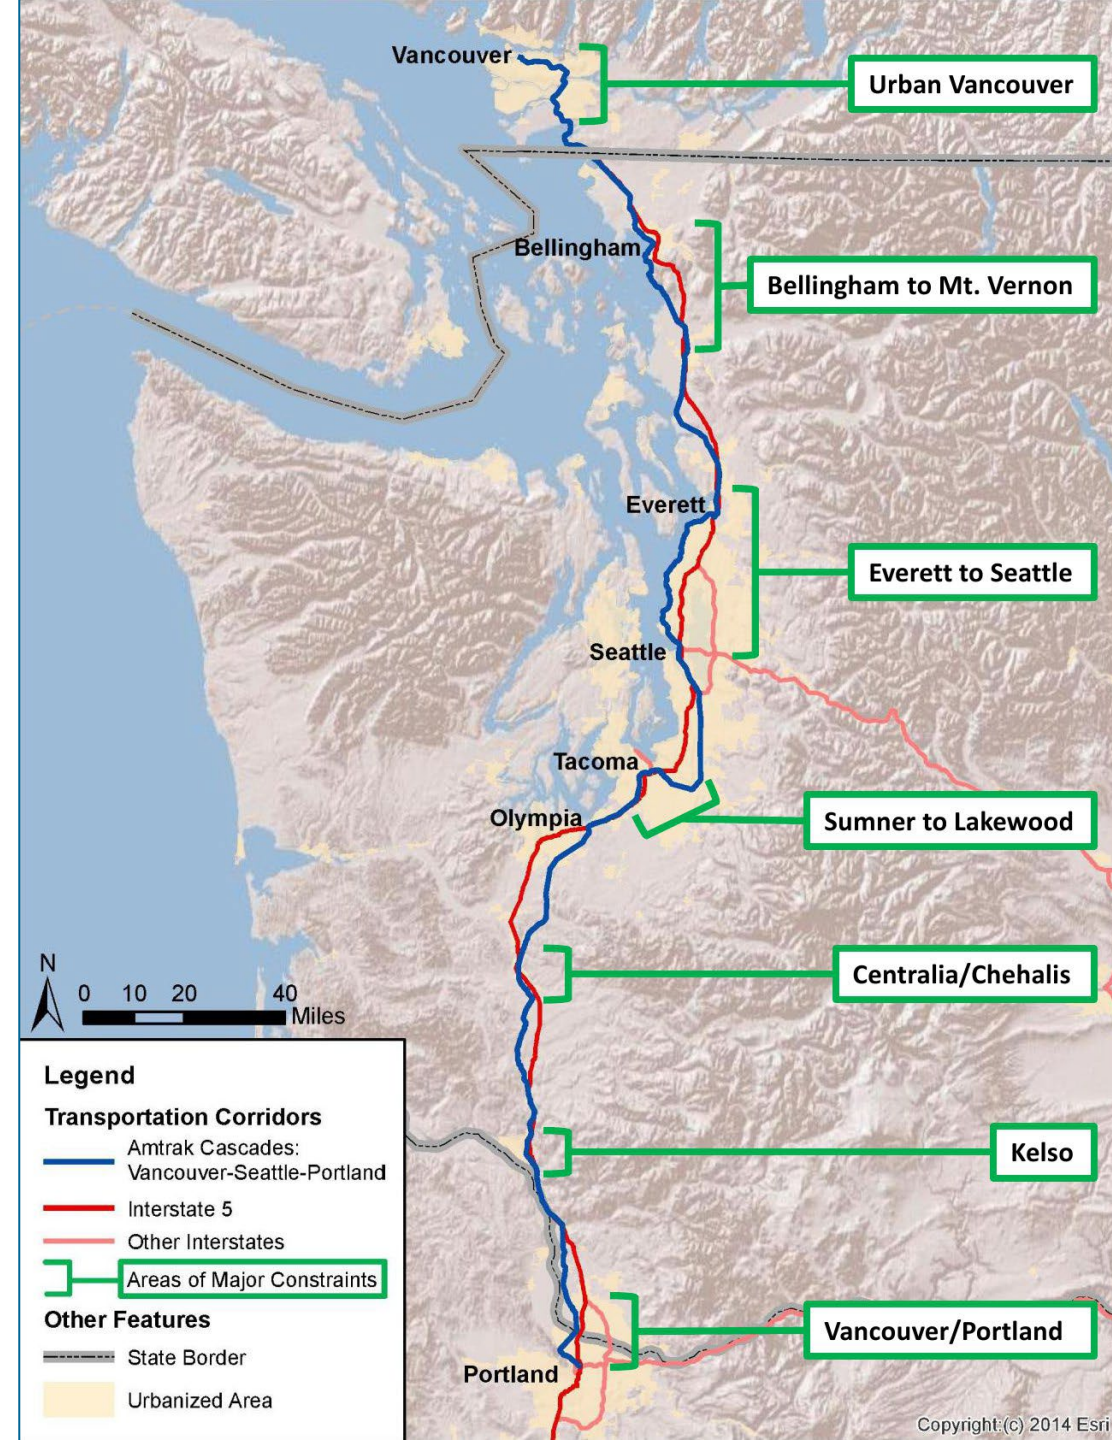 Vancouver
Urban Vancouver
Bellingham
Bellingham to Mt. Vernon
Everett
Everett to Seattle
Seattle
Tacoma
Olympia
Sumner to Lakewood
Centralia/Chehalis
N
0 10 20 40
Miles
Legend
Transportation Corridors
Amtrak Cascades:
Vancouver-Seattle-Portland
Interstate 5
Other Interstates
Areas of Major Constraints
Other Features
State Border
Urbanized Area
Kelso
Vancouver/Portland
Portland
Copyright:(c) 2014 Esri